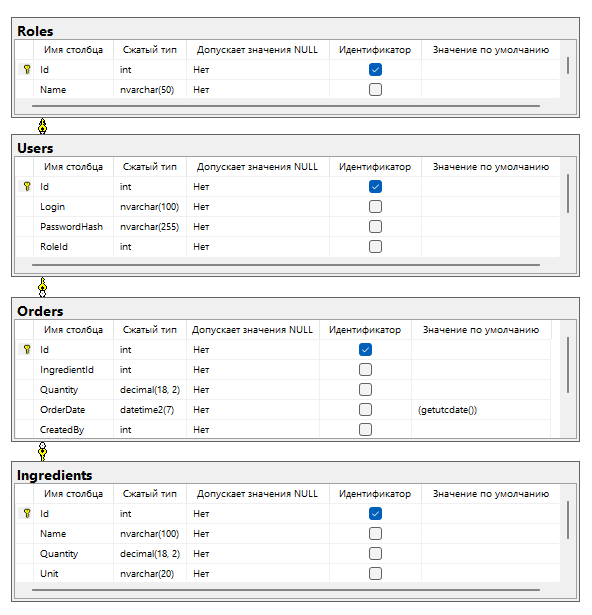 Roles
Имя столбца Сжатый тип Допускает значения NULL Идентификатор Значение по умолчанию
Id int Нет
Name nvarchar(50) Нет
Users
Имя столбца Сжатый тип Допускает значения NULL Идентификатор Значение по умолчанию
Id int Нет
Login nvarchar(100) Нет
PasswordHash nvarchar(255) Нет
RoleId int Нет
Orders
Имя столбца Сжатый тип Допускает значения NULL Идентификатор Значение по умолчанию
Id int Нет
IngredientId int Нет
Quantity decimal(18, 2) Нет
OrderDate datetime2(7) Нет (getutcdate())
CreatedBy int Нет
Ingredients
Имя столбца Сжатый тип Допускает значения NULL Идентификатор Значение по умолчанию
Id int Нет
Name nvarchar(100) Нет
Quantity decimal(18, 2) Нет
Unit nvarchar(20) Нет